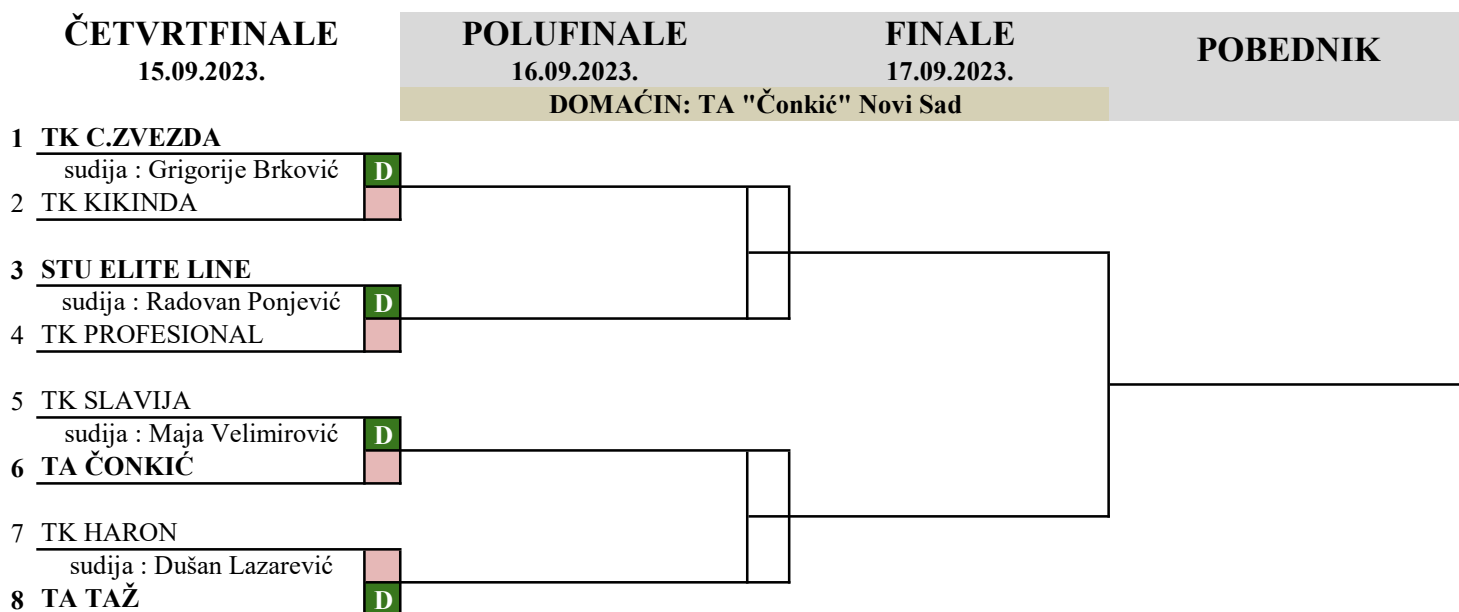 ČETVRTFINALE POLUFINALE FINALE POBEDNIK
15.09.2023. 16.09.2023. 17.09.2023.
DOMAĆIN: TA "Čonkić" Novi Sad
1 TK C.ZVEZDA
sudija : Grigorije Brković D
2 TK KIKINDA
3 STU ELITE LINE
sudija : Radovan Ponjević D
4 TK PROFESIONAL
5 TK SLAVIJA
sudija : Maja Velimirović D
6 TA ČONKIĆ
7 TK HARON
sudija : Dušan Lazarević
8 TA TAŽ D